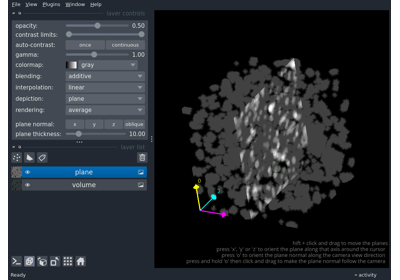 File View Plugins Window Help
layer controls
opacity: 0.50
contrast limits:
auto-contrast: once continuous
gamma: 1.00
colormap: gray
blending: additive
interpolation: linear
depiction: plane
rendering: average
plane normal: x y z oblique
plane thickness: 10.00
layer list
plane
volume
0
hift + click and drag to move the planes
press 'x', 'y' or 'z' to orient the plane along that axis around the cursor
press 'o' to orient the plane normal along the camera view direction
press and hold 'o' then click and drag to make the plane normal follow the camera
Ready activity